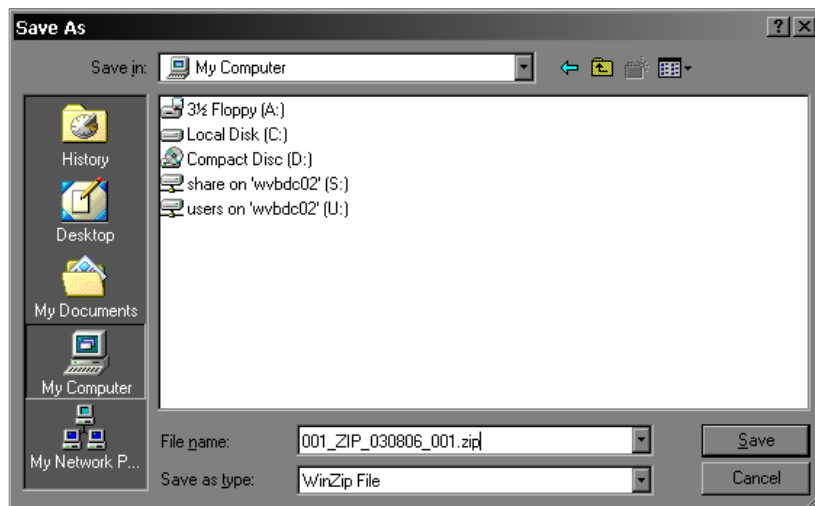 Save As
Save in: My Computer
3½ Floppy (A:)
Local Disk (C:)
Compact Disc (D:)
share on 'wvbdc02' (S:)
users on 'wvbdc02' (U:)
History
Desktop
My Documents
My Computer
My Network P...
File name: 001_ZIP_030806_001.zip
Save
Save as type: WinZip File
Cancel